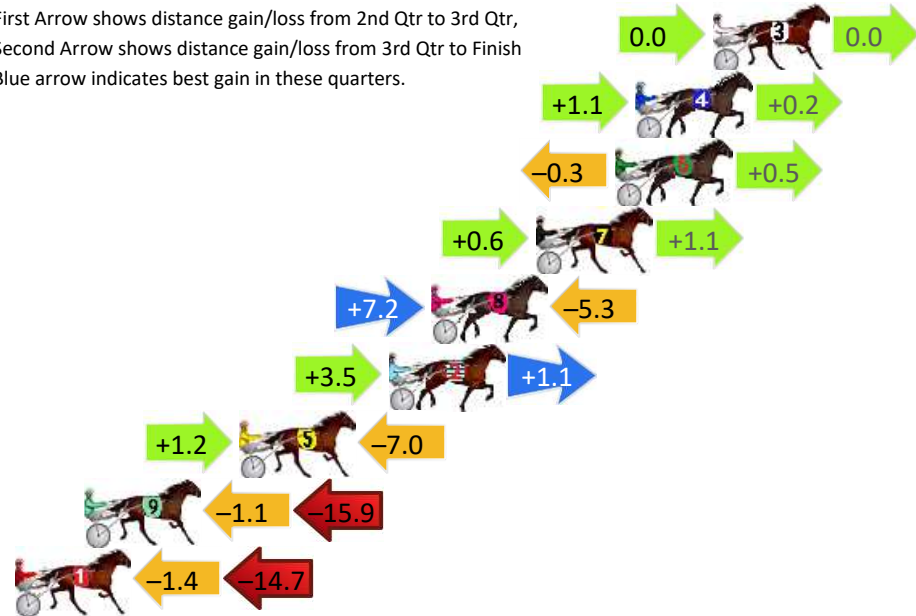 First Arrow shows distance gain/loss from 2nd Qtr to 3rd Qtr,
Second Arrow shows distance gain/loss from 3rd Qtr to Finish
Blue arrow indicates best gain in these quarters.
0.0 3 0.0
+1.1 4 +0.2
–0.3 6 +0.5
+0.6 7 +1.1
+7.2 8 –5.3
+3.5 2 +1.1
+1.2 5 –7.0
9 –1.1 –15.9
1 –1.4 –14.7